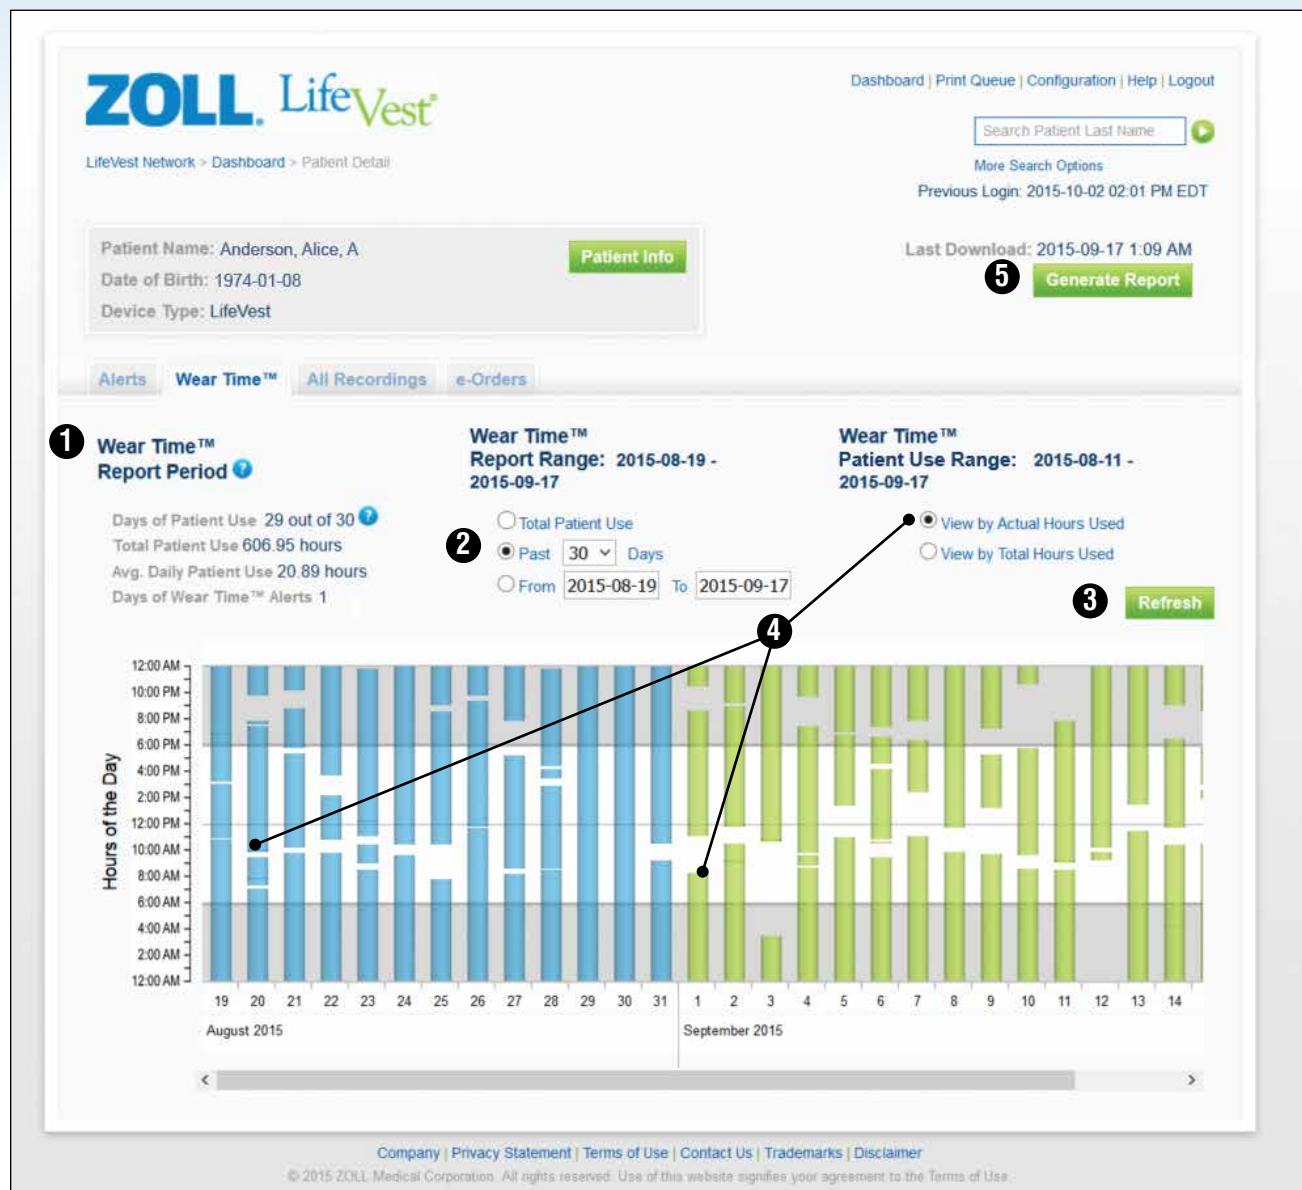 ZOLL. LifeVest®
Dashboard | Print Queue | Configuration | Help | Logout
Search Patient Last Name
LifeVest Network > Dashboard > Patient Detail
More Search Options
Previous Login: 2015-10-02 02:01 PM EDT
Patient Name: Anderson, Alice, A
Patient Info
Date of Birth: 1974-01-08
Device Type: LifeVest
Last Download: 2015-09-17 1:09 AM
5 Generate Report
Alerts Wear Time™ All Recordings e-Orders
1 Wear Time™
Report Period ?
Days of Patient Use 29 out of 30 ?
Total Patient Use 606.95 hours
Avg. Daily Patient Use 20.89 hours
Days of Wear Time™ Alerts 1
Wear Time™
Report Range: 2015-08-19 -
2015-09-17
Total Patient Use
2 Past 30 Days
From 2015-08-19 To 2015-09-17
Wear Time™
Patient Use Range: 2015-08-11 -
2015-09-17
View by Actual Hours Used
View by Total Hours Used
3 Refresh
4
Hours of the Day
12:00 AM
10:00 PM
8:00 PM
6:00 PM
4:00 PM
2:00 PM
12:00 PM
10:00 AM
8:00 AM
6:00 AM
4:00 AM
2:00 AM
12:00 AM
19 20 21 22 23 24 25 26 27 28 29 30 31 1 2 3 4 5 6 7 8 9 10 11 12 13 14
August 2015 September 2015
Company | Privacy Statement | Terms of Use | Contact Us | Trademarks | Disclaimer
© 2015 ZOLL Medical Corporation. All rights reserved. Use of this website signifies your agreement to the Terms of Use.